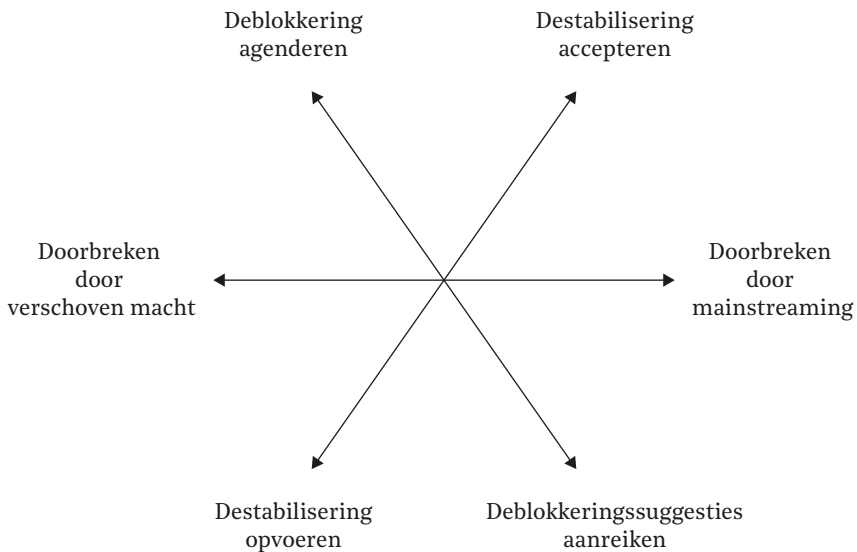 Deblokkering
agenderen
Destabilisering
accepteren
Doorbreken
door
verschoven macht
Doorbreken
door
mainstreaming
Destabilisering
opvoeren
Deblokkeringssuggesties
aanreiken